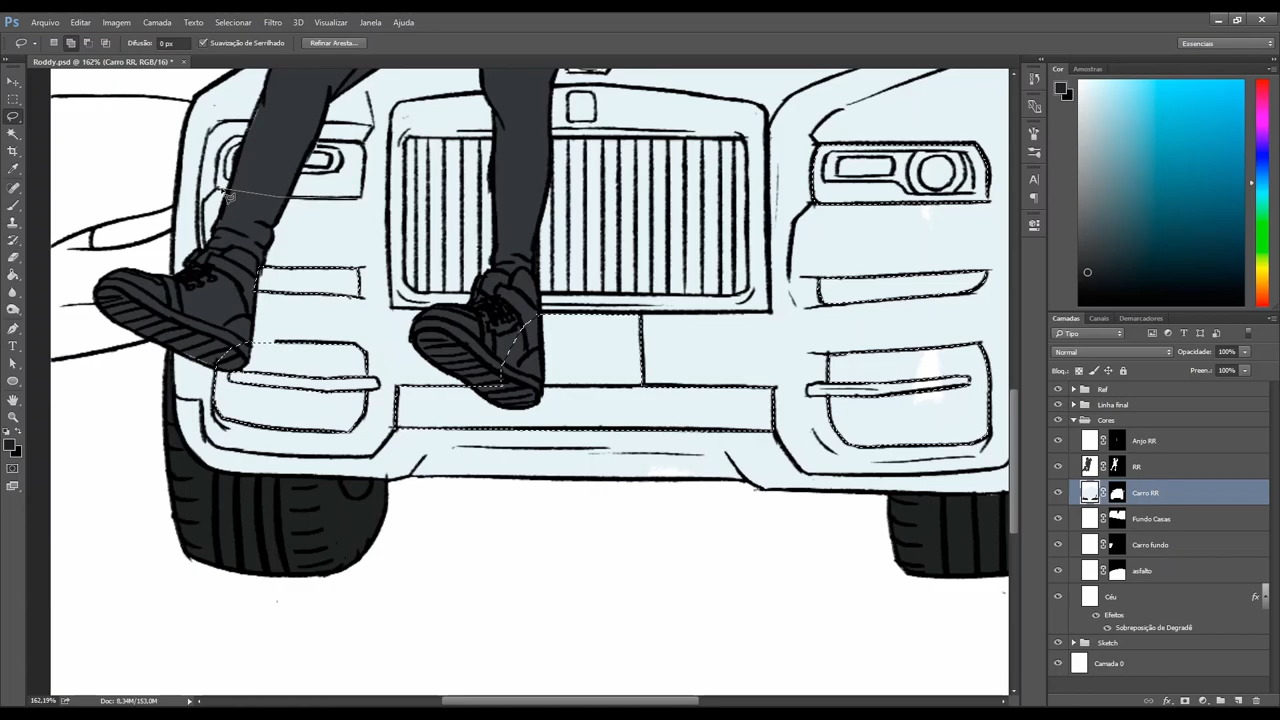 Ps Arquivo Editar Imagem Camada Texto Selecionar Filtro 3D Visualizar Janela Ajuda
Difusão: 0 px Suavização de Serrilhado Refinar Aresta... Essenciais
Roddy.psd @ 162% (Carro RR, RGB/16) * ×
Cor Amostras
Camadas Canais Demarcadores
Tipo
Normal Opacidade: 100%
Bloq.: Preen.: 100%
Ref
Linha final
Cores
Anjo RR
RR
Carro RR
Fundo Casas
Carro fundo
asfalto
Céu fx
Efeitos
Sobreposição de Degradê
Sketch
Camada 0
162,19% Doc: 8,34M/153,0M